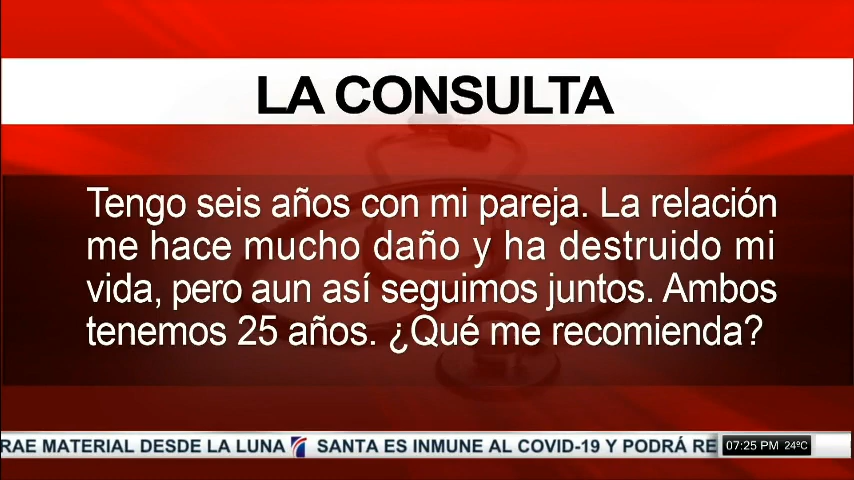 LA CONSULTA
Tengo seis años con mi pareja. La relación
me hace mucho daño y ha destruido mi
vida, pero aun así seguimos juntos. Ambos
tenemos 25 años. ¿Qué me recomienda?
RAE MATERIAL DESDE LA LUNA SANTA ES INMUNE AL COVID-19 Y PODRÁ RE 07:25 PM 24ºC